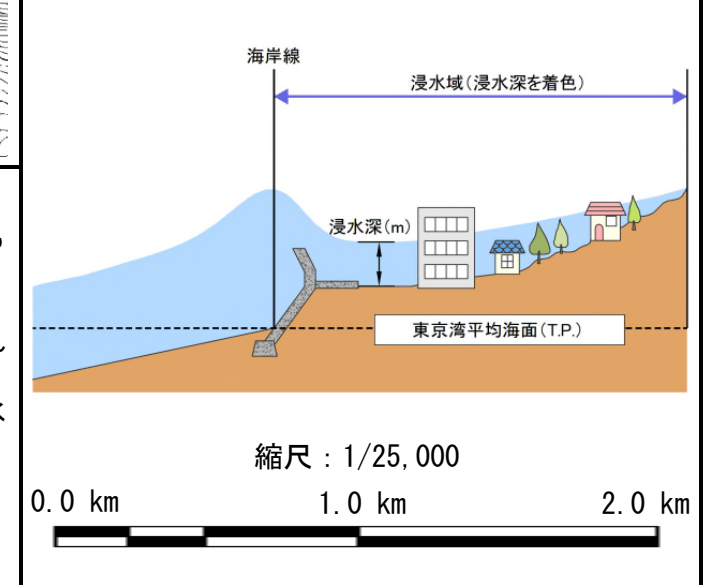 海岸線
浸水域(浸水深を着色)
浸水深(m)
東京湾平均海面(T.P.)
縮尺：1/25,000
0.0 km 1.0 km 2.0 km